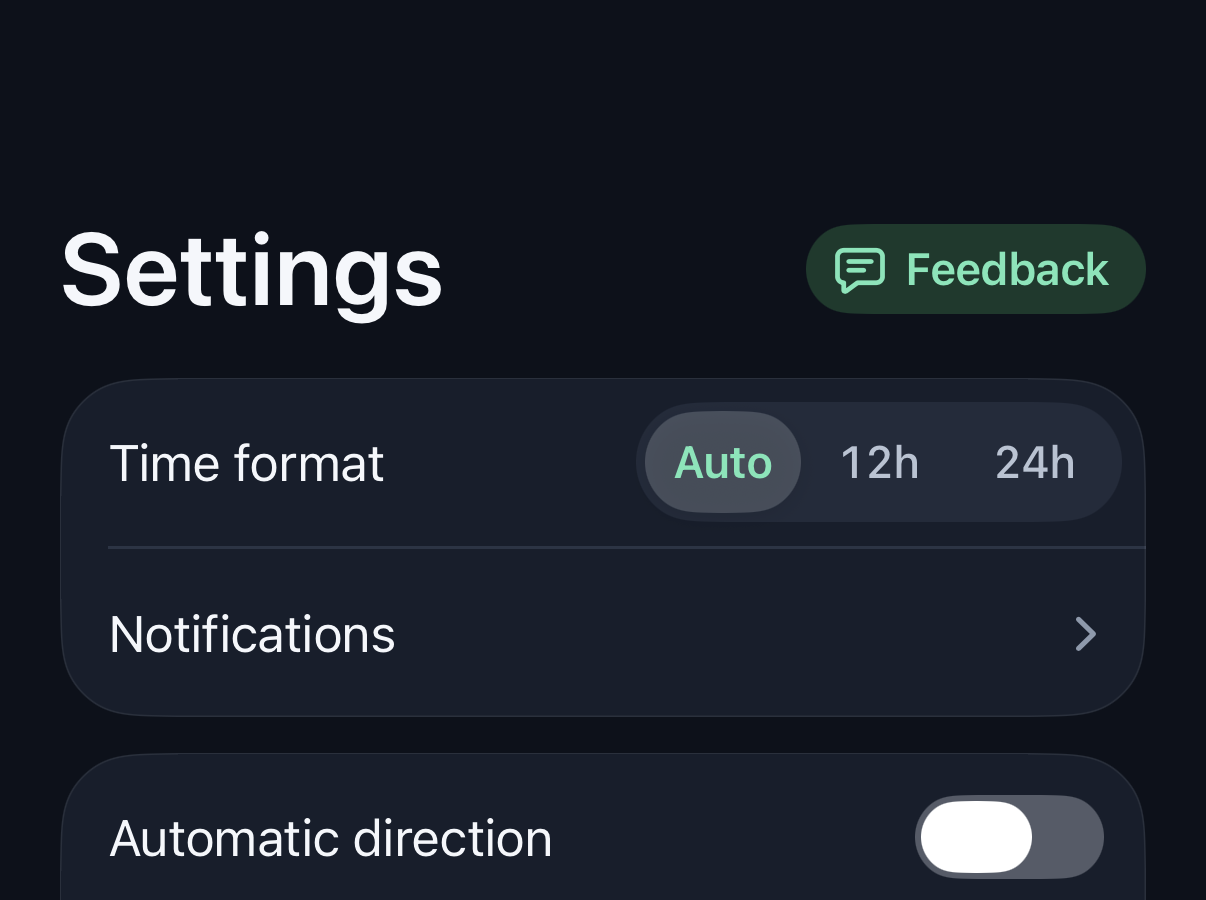 Settings
Feedback
Time format
Auto 12h 24h
Notifications
Automatic direction